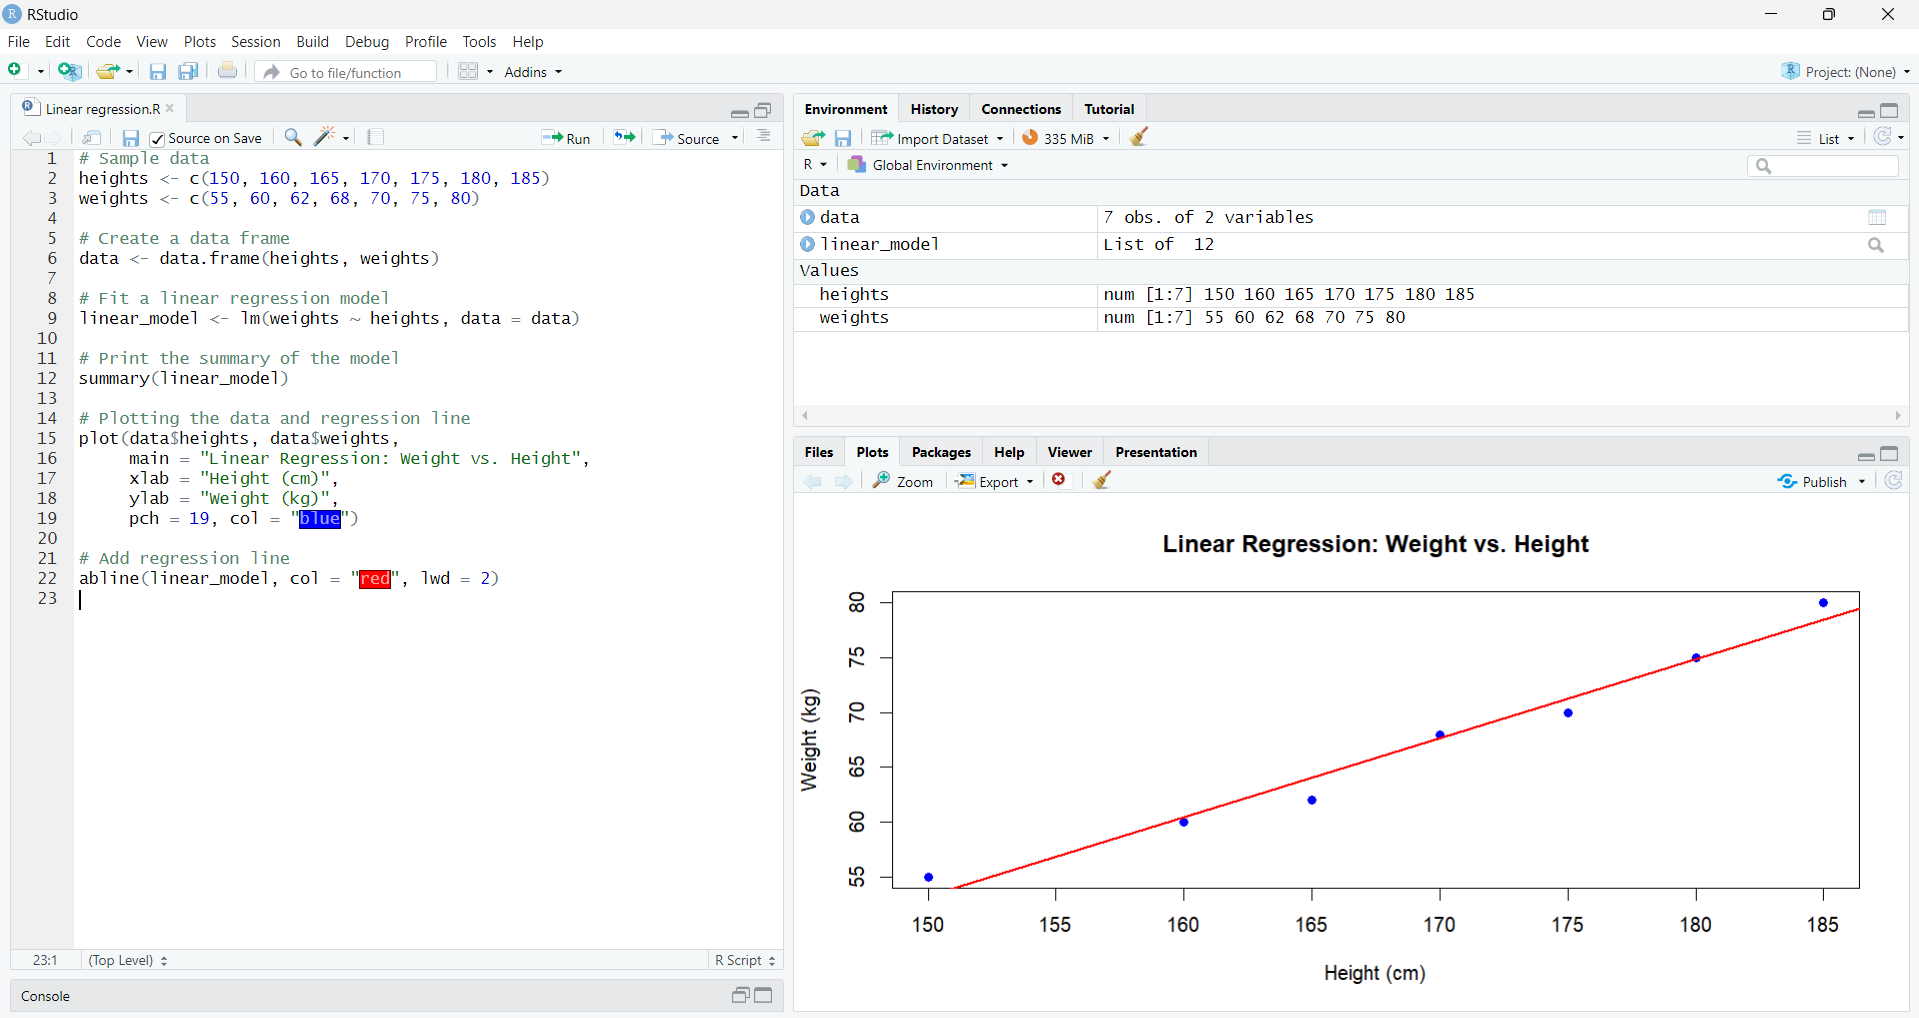 RStudio
File Edit Code View Plots Session Build Debug Profile Tools Help
Go to file/function Addins Project: (None)
Linear regression.R
Source on Save Run Source
1 # Sample data
2 heights <- c(150, 160, 165, 170, 175, 180, 185)
3 weights <- c(55, 60, 62, 68, 70, 75, 80)
4
5 # Create a data frame
6 data <- data.frame(heights, weights)
7
8 # Fit a linear regression model
9 linear_model <- lm(weights ~ heights, data = data)
10
11 # Print the summary of the model
12 summary(linear_model)
13
14 # Plotting the data and regression line
15 plot(data$heights, data$weights,
16 main = "Linear Regression: Weight vs. Height",
17 xlab = "Height (cm)",
18 ylab = "Weight (kg)",
19 pch = 19, col = "blue")
20
21 # Add regression line
22 abline(linear_model, col = "red", lwd = 2)
23
23:1 (Top Level) R Script
Console
Environment History Connections Tutorial
Import Dataset 335 MiB List
R Global Environment
Data
data 7 obs. of 2 variables
linear_model List of 12
Values
heights num [1:7] 150 160 165 170 175 180 185
weights num [1:7] 55 60 62 68 70 75 80
Files Plots Packages Help Viewer Presentation
Zoom Export Publish
Linear Regression: Weight vs. Height
Weight (kg)
80
75
70
65
60
55
150 155 160 165 170 175 180 185
Height (cm)